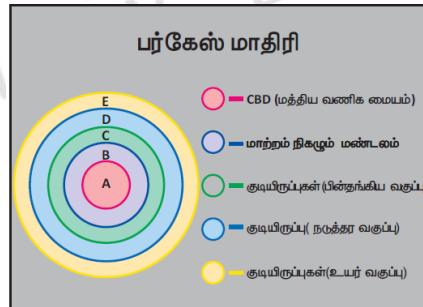 பர்கேஸ் மாதிரி
E
D
C
B
A
CBD (மத்திய வணிக மையம்)
மாற்றம் நிகழும் மண்டலம்
குடியிருப்புகள் (பின்தங்கிய வகுப்பு
குடியிருப்பு( நடுத்தர வகுப்பு)
குடியிருப்புகள்(உயர் வகுப்பு)